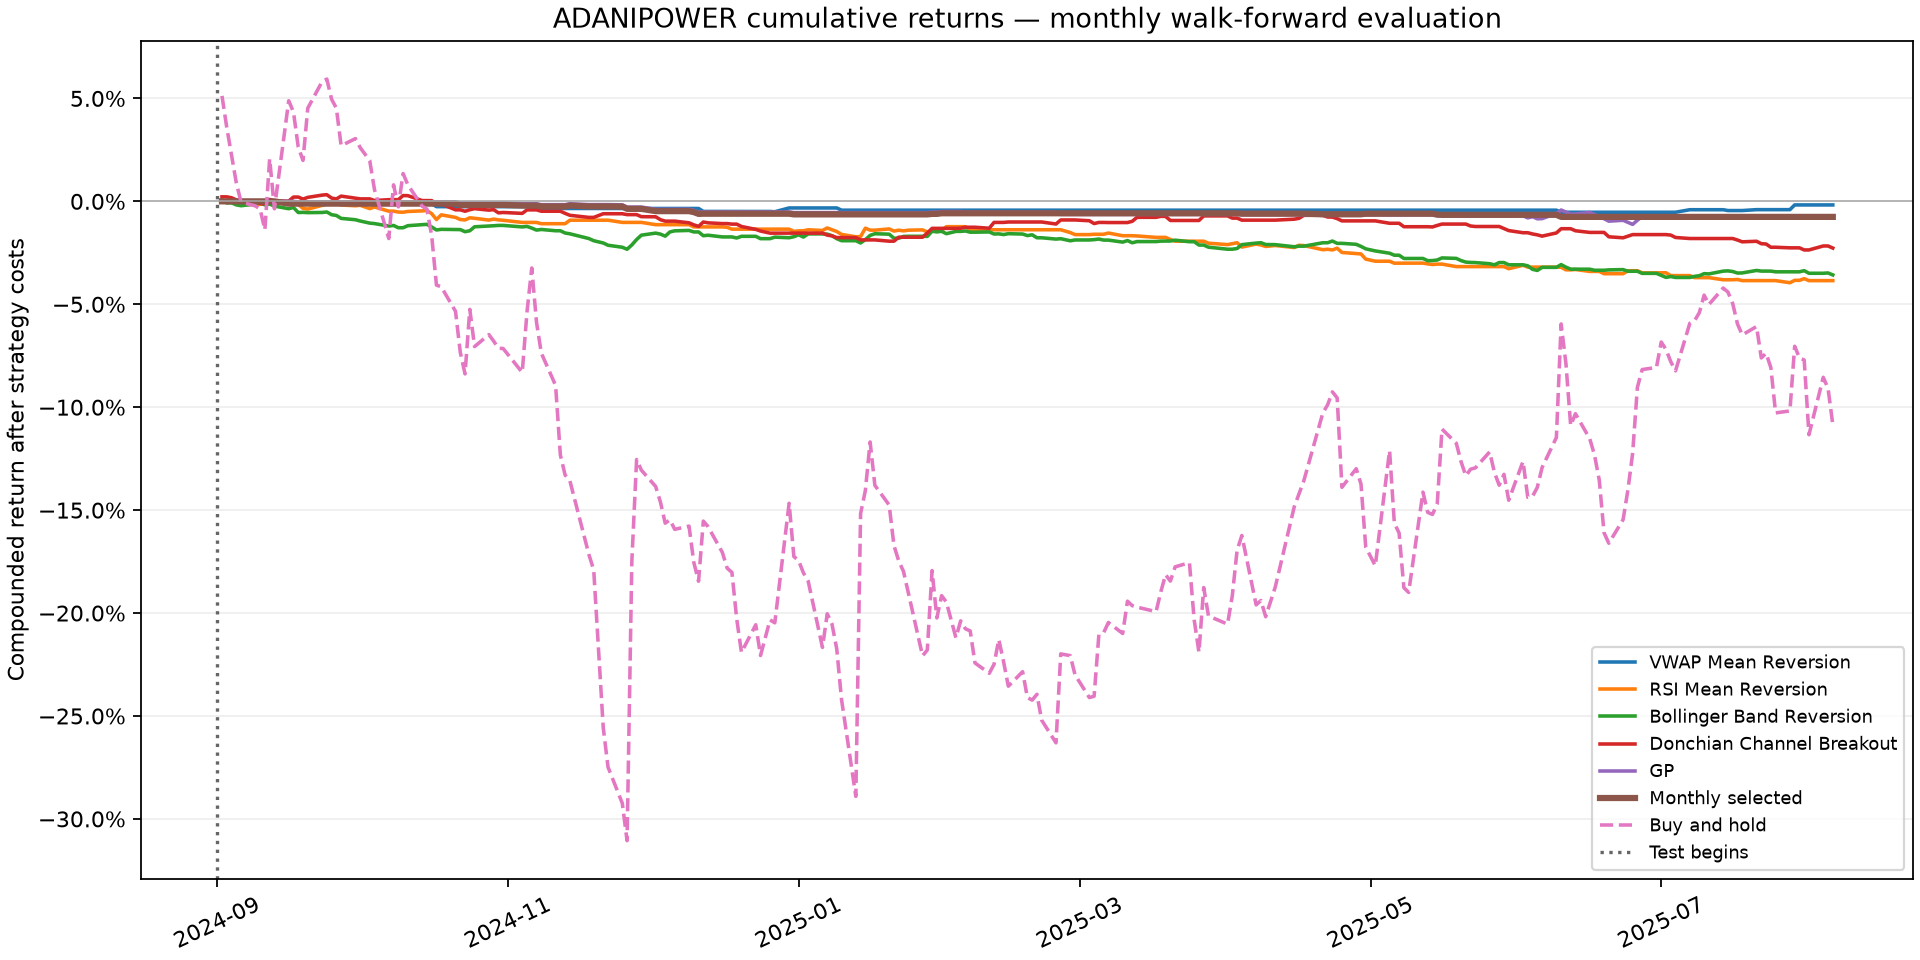 ADANIPOWER cumulative returns — monthly walk-forward evaluation
Compounded return after strategy costs
5.0%
0.0%
−5.0%
−10.0%
−15.0%
−20.0%
−25.0%
−30.0%
2024-09
2024-11
2025-01
2025-03
2025-05
2025-07
VWAP Mean Reversion
RSI Mean Reversion
Bollinger Band Reversion
Donchian Channel Breakout
GP
Monthly selected
Buy and hold
Test begins